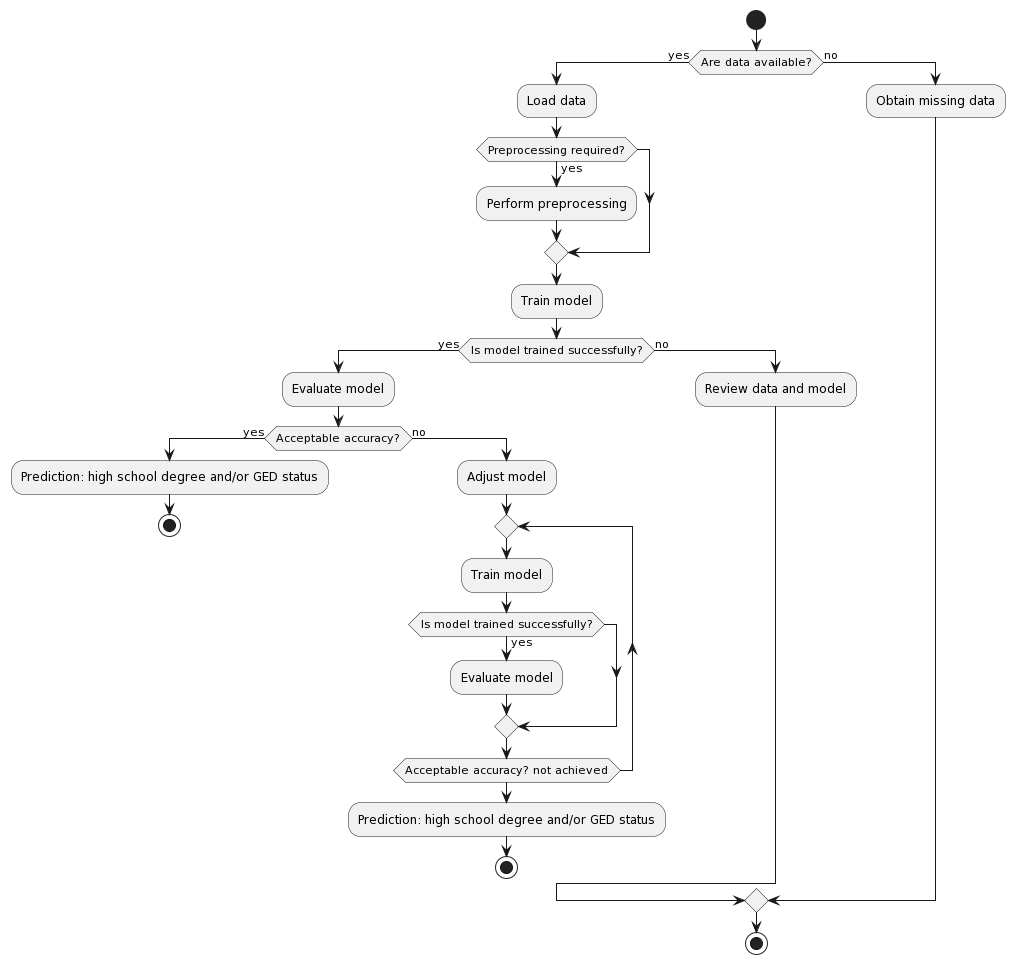 yes
Are data available?
no
Load data
Obtain missing data
Preprocessing required?
yes
Perform preprocessing
Train model
yes
Is model trained successfully?
no
Evaluate model
Review data and model
yes
Acceptable accuracy?
no
Prediction: high school degree and/or GED status
Adjust model
Train model
Is model trained successfully?
yes
Evaluate model
Acceptable accuracy? not achieved
Prediction: high school degree and/or GED status